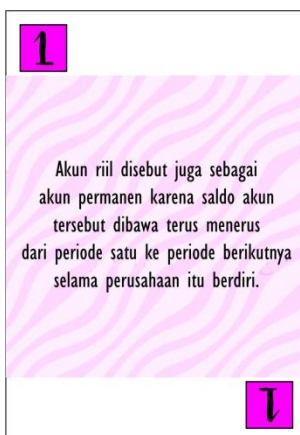 1
Akun riil disebut juga sebagai
akun permanen karena saldo akun
tersebut dibawa terus menerus
dari periode satu ke periode berikutnya
selama perusahaan itu berdiri.
1